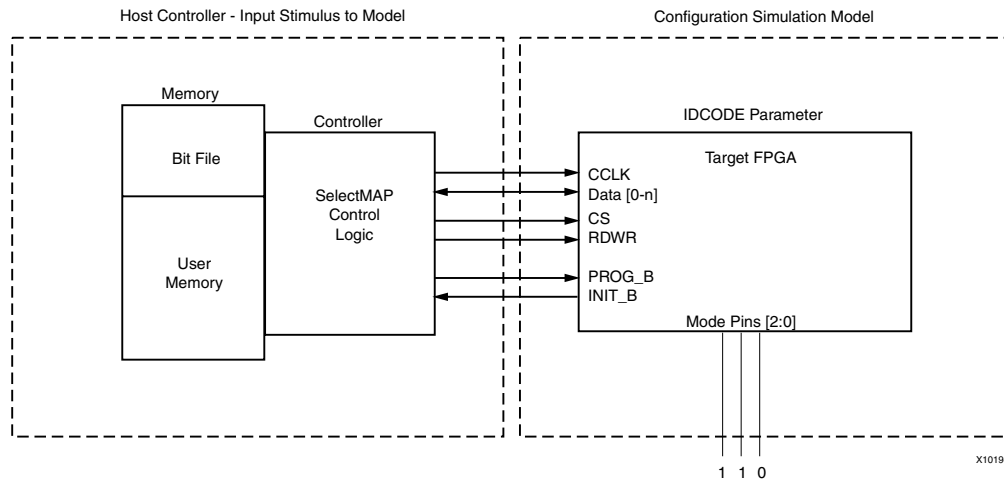 Host Controller - Input Stimulus to Model
Configuration Simulation Model
Memory
Controller
IDCODE Parameter
Bit File
Target FPGA
SelectMAP
Control
Logic
User
Memory
CCLK
Data [0-n]
CS
RDWR
PROG_B
INIT_B
Mode Pins [2:0]
1 1 0
X1019